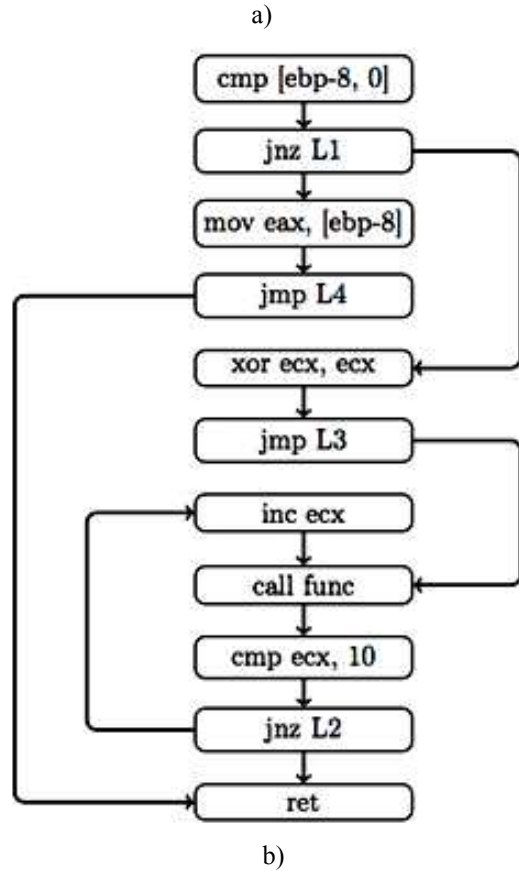 a)
cmp [ebp-8, 0]
jnz L1
mov eax, [ebp-8]
jmp L4
xor ecx, ecx
jmp L3
inc ecx
call func
cmp ecx, 10
jnz L2
ret
b)